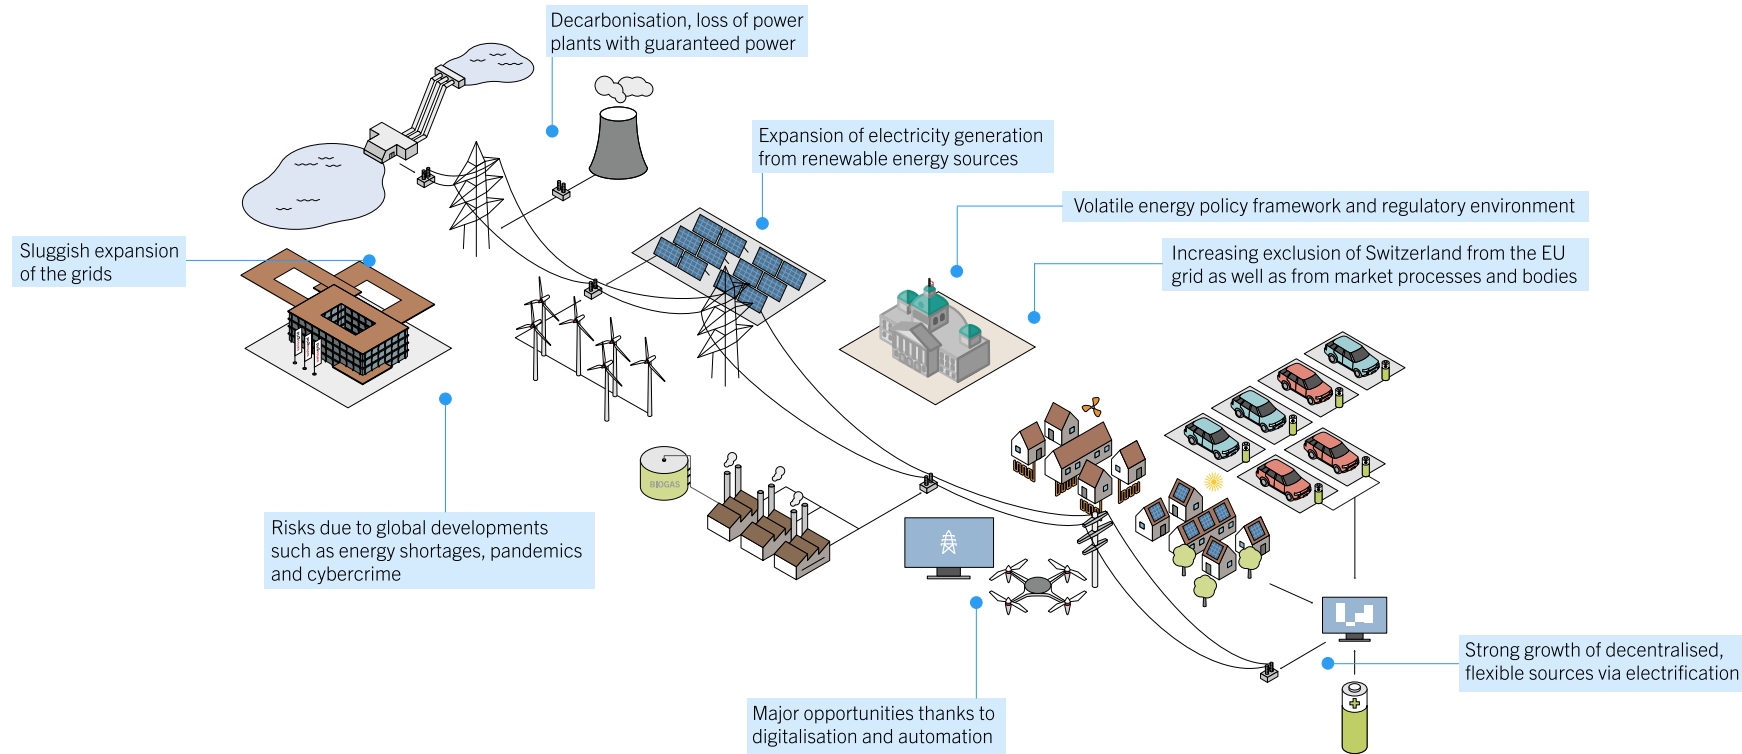 Decarbonisation, loss of power
plants with guaranteed power
Expansion of electricity generation
from renewable energy sources
Volatile energy policy framework and regulatory environment
Sluggish expansion
of the grids
Increasing exclusion of Switzerland from the EU
grid as well as from market processes and bodies
BIOGAS
Risks due to global developments
such as energy shortages, pandemics
and cybercrime
Strong growth of decentralised,
flexible sources via electrification
Major opportunities thanks to
digitalisation and automation